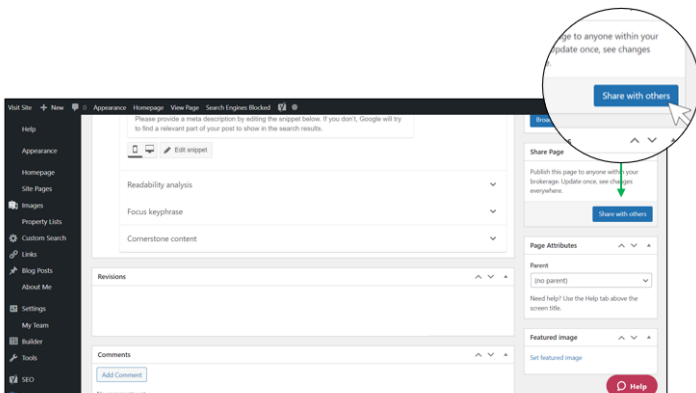 ge to anyone within your
pdate once, see changes
Share with others
Visit Site + New 0 Appearance Homepage View Page Search Engines Blocked
Help
Appearance
Homepage
Site Pages
Images
Property Lists
Custom Search
Links
Blog Posts
About Me
Settings
My Team
Builder
Tools
SEO
Please provide a meta description by editing the snippet below. If you don't, Google will try
to find a relevant part of your post to show in the search results.
Edit snippet
Readability analysis
Focus keyphrase
Cornerstone content
Revisions
Comments
Add Comment
Share Page
Publish this page to anyone within your
brokerage. Update once, see changes
everywhere.
Share with others
Page Attributes
Parent
(no parent)
Need help? Use the Help tab above the
screen title.
Featured image
Set featured image
Help